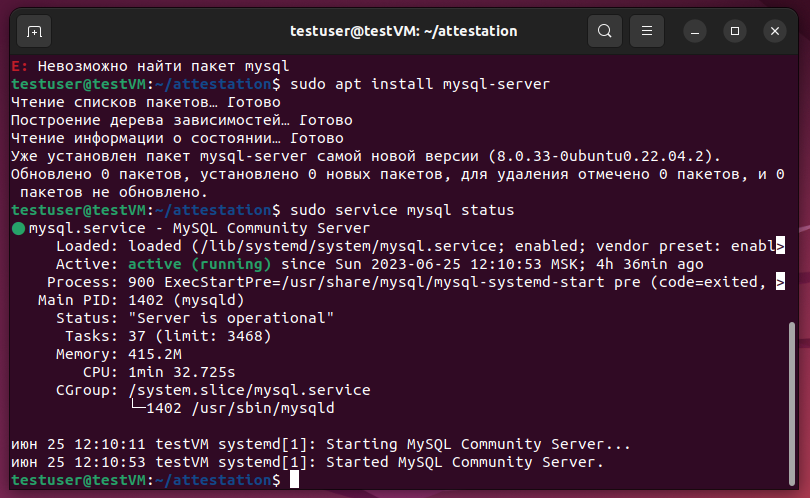 testuser@testVM: ~/attestation
E: Невозможно найти пакет mysql
testuser@testVM:~/attestation$ sudo apt install mysql-server
Чтение списков пакетов… Готово
Построение дерева зависимостей… Готово
Чтение информации о состоянии… Готово
Уже установлен пакет mysql-server самой новой версии (8.0.33-0ubuntu0.22.04.2).
Обновлено 0 пакетов, установлено 0 новых пакетов, для удаления отмечено 0 пакетов, и 0
 пакетов не обновлено.
testuser@testVM:~/attestation$ sudo service mysql status
● mysql.service - MySQL Community Server
     Loaded: loaded (/lib/systemd/system/mysql.service; enabled; vendor preset: enabl>
     Active: active (running) since Sun 2023-06-25 12:10:53 MSK; 4h 36min ago
    Process: 900 ExecStartPre=/usr/share/mysql/mysql-systemd-start pre (code=exited, >
   Main PID: 1402 (mysqld)
     Status: "Server is operational"
      Tasks: 37 (limit: 3468)
     Memory: 415.2M
        CPU: 1min 32.725s
     CGroup: /system.slice/mysql.service
             └─1402 /usr/sbin/mysqld
июн 25 12:10:11 testVM systemd[1]: Starting MySQL Community Server...
июн 25 12:10:53 testVM systemd[1]: Started MySQL Community Server.
testuser@testVM:~/attestation$